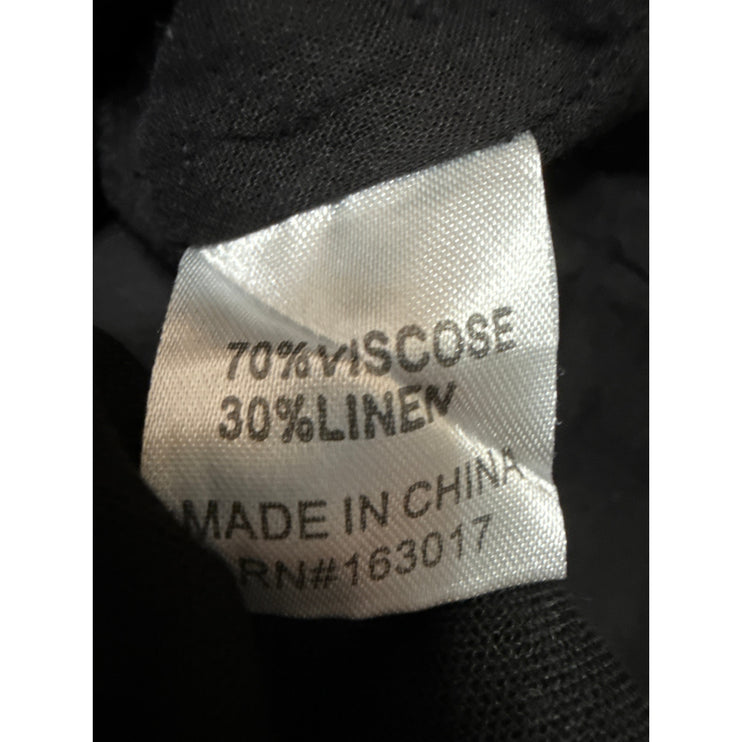 70%VISCOSE
30%LINEN
MADE IN CHINA
RN#163017